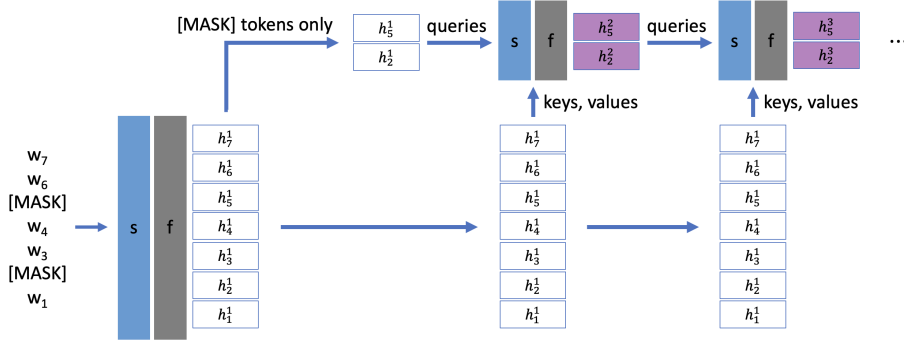 [MASK] tokens only
h₅¹
h₂¹
queries
s
f
h₅²
h₂²
queries
s
f
h₅³
h₂³
...
keys, values
keys, values
w₇
w₆
[MASK]
w₄
w₃
[MASK]
w₁
s
f
h₇¹
h₆¹
h₅¹
h₄¹
h₃¹
h₂¹
h₁¹
h₇¹
h₆¹
h₅¹
h₄¹
h₃¹
h₂¹
h₁¹
h₇¹
h₆¹
h₅¹
h₄¹
h₃¹
h₂¹
h₁¹